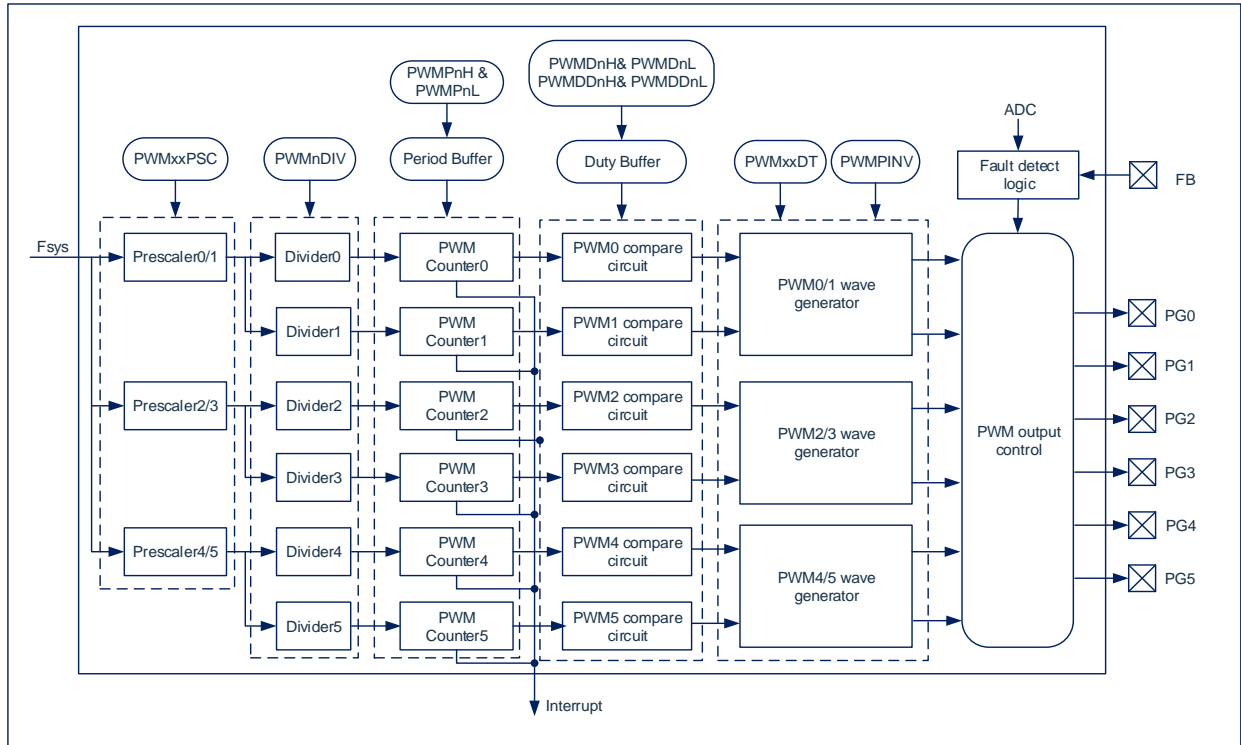 PWMDnH& PWMDnL
PWMDDnH& PWMDDnL
PWMPnH &
PWMPnL
ADC
PWMxxPSC
PWMnDIV
Period Buffer
Duty Buffer
PWMxxDT
PWMPINV
Fault detect
logic
FB
Fsys
Prescaler0/1
Divider0
PWM
Counter0
PWM0 compare
circuit
PWM0/1 wave
generator
Divider1
PWM
Counter1
PWM1 compare
circuit
PG0
PG1
Prescaler2/3
Divider2
PWM
Counter2
PWM2 compare
circuit
PWM2/3 wave
generator
PWM output
control
PG2
Divider3
PWM
Counter3
PWM3 compare
circuit
PG3
Prescaler4/5
Divider4
PWM
Counter4
PWM4 compare
circuit
PWM4/5 wave
generator
PG4
PG5
Divider5
PWM
Counter5
PWM5 compare
circuit
Interrupt